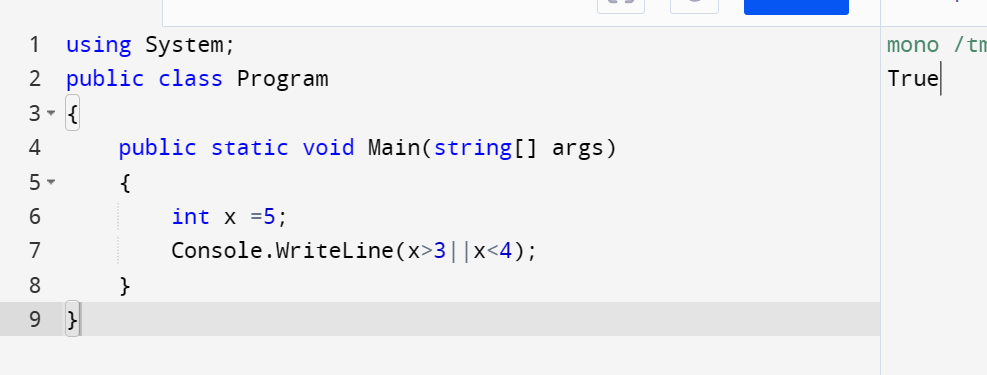 1 using System;
2 public class Program
3 {
4 public static void Main(string[] args)
5 {
6 int x =5;
7 Console.WriteLine(x>3||x<4);
8 }
9 }
mono /tm
True